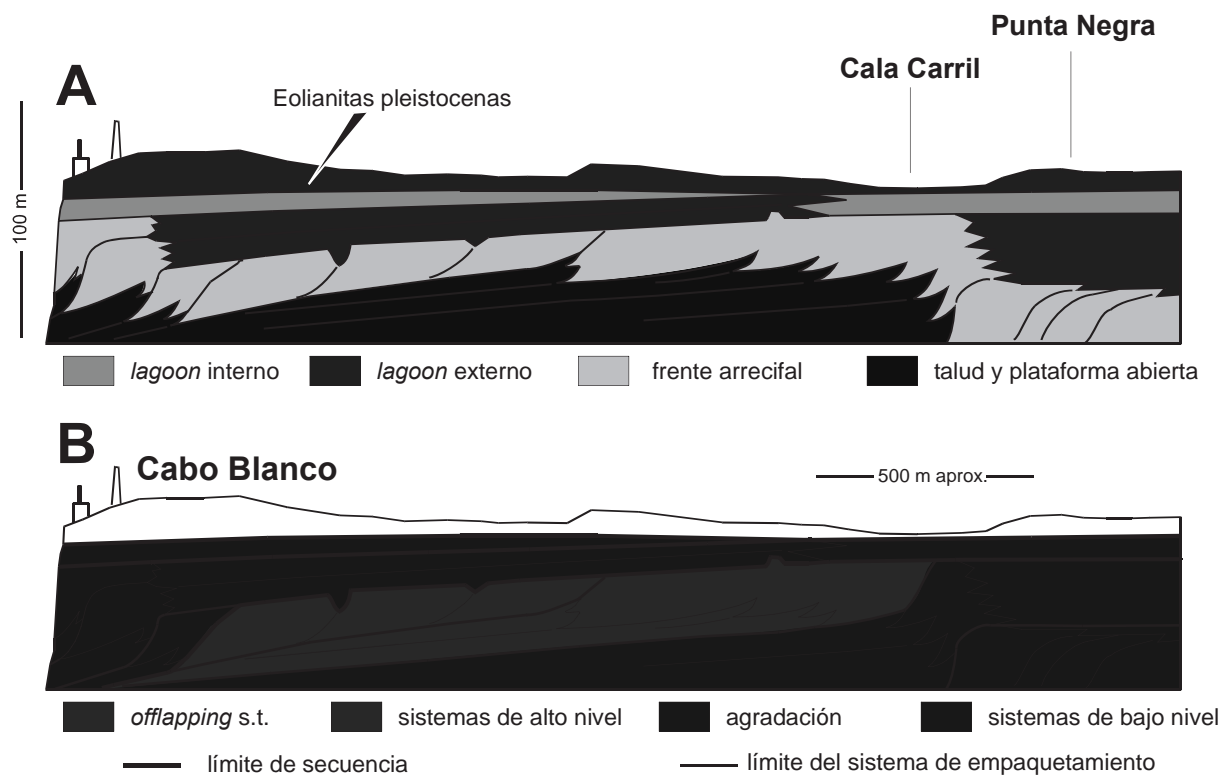 Punta Negra
Cala Carril
A
Eolianitas pleistocenas
100 m
lagoon interno
lagoon externo
frente arrecifal
talud y plataforma abierta
B
Cabo Blanco
500 m aprox.
offlapping s.t.
sistemas de alto nivel
agradación
sistemas de bajo nivel
límite de secuencia
límite del sistema de empaquetamiento